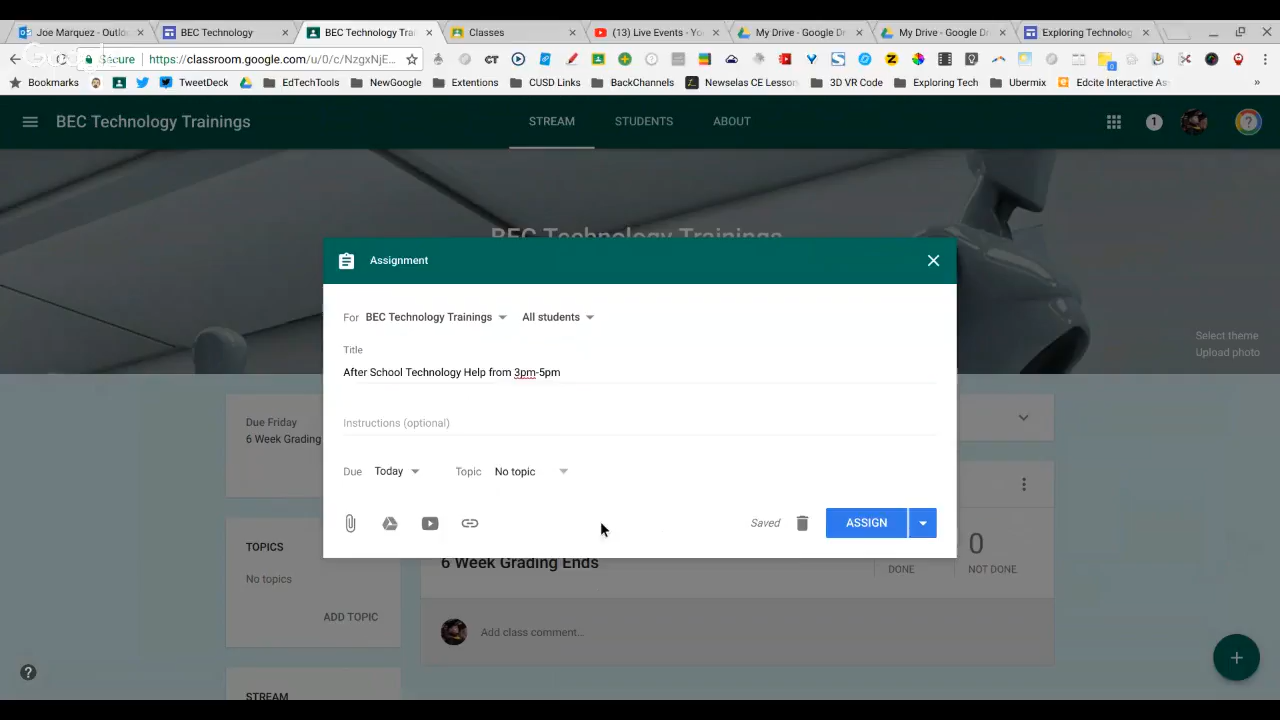 Joe Marquez - Outlo
BEC Technology
BEC Technology Trai
Classes
(13) Live Events - Yo
My Drive - Google Dr
My Drive - Google Dr
Exploring Technolog
Secure
https://classroom.google.com/u/0/c/NzgxNjE...
Bookmarks
TweetDeck
EdTechTools
NewGoogle
Extentions
CUSD Links
BackChannels
Newselas CE Lesson
3D VR Code
Exploring Tech
Ubermix
Edcite Interactive As
»
BEC Technology Trainings
STREAM
STUDENTS
ABOUT
1
BEC Technology Trainings
Select theme
Upload photo
Assignment
For BEC Technology Trainings
All students
Title
After School Technology Help from 3pm-5pm
Instructions (optional)
Due Today
Topic No topic
Saved
ASSIGN
Due Friday
6 Week Grading
TOPICS
No topics
ADD TOPIC
STREAM
6 Week Grading Ends
DONE
0
NOT DONE
Add class comment...